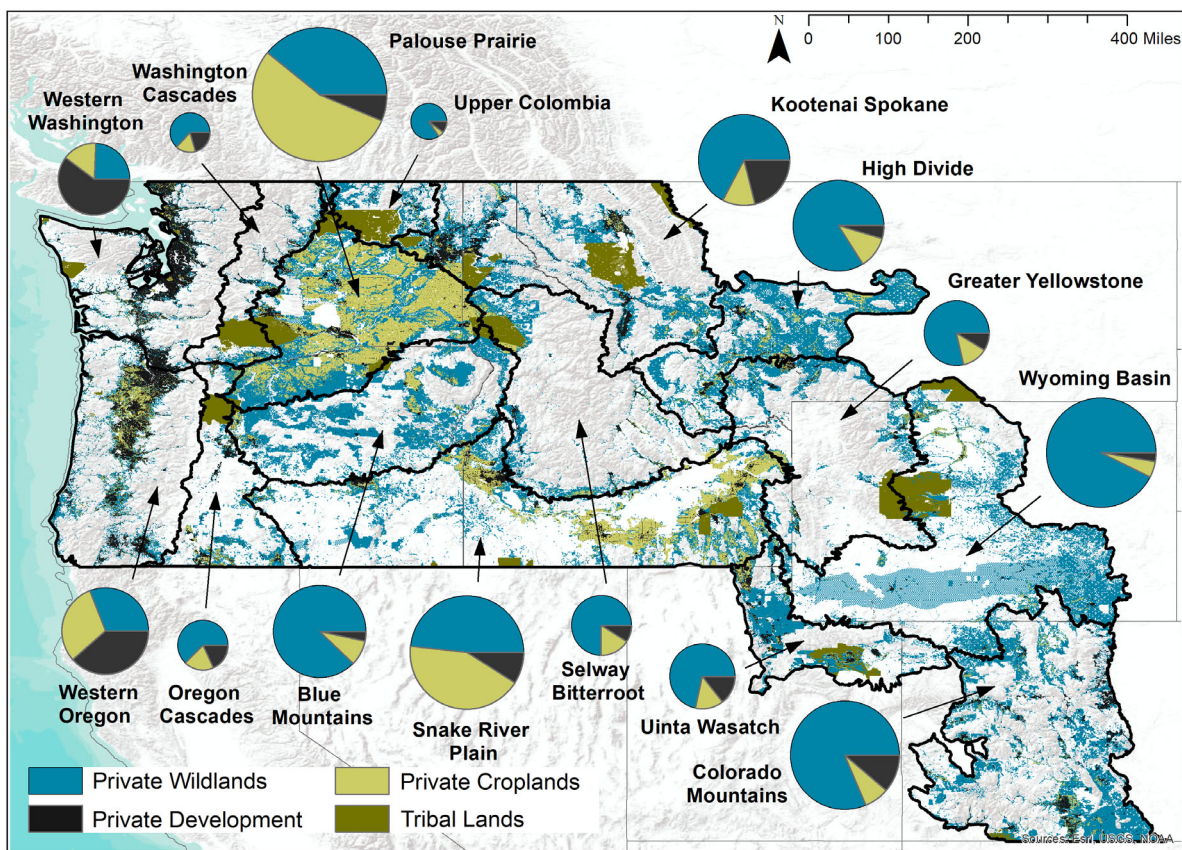 N
0 100 200 400 Miles
Palouse Prairie
Washington
Cascades
Western
Washington
Upper Colombia
Kootenai Spokane
High Divide
Greater Yellowstone
Wyoming Basin
Western
Oregon
Oregon
Cascades
Blue
Mountains
Snake River
Plain
Selway
Bitterroot
Uinta Wasatch
Colorado
Mountains
Private Wildlands
Private Croplands
Private Development
Tribal Lands
Sources: Esri, USGS, NOAA